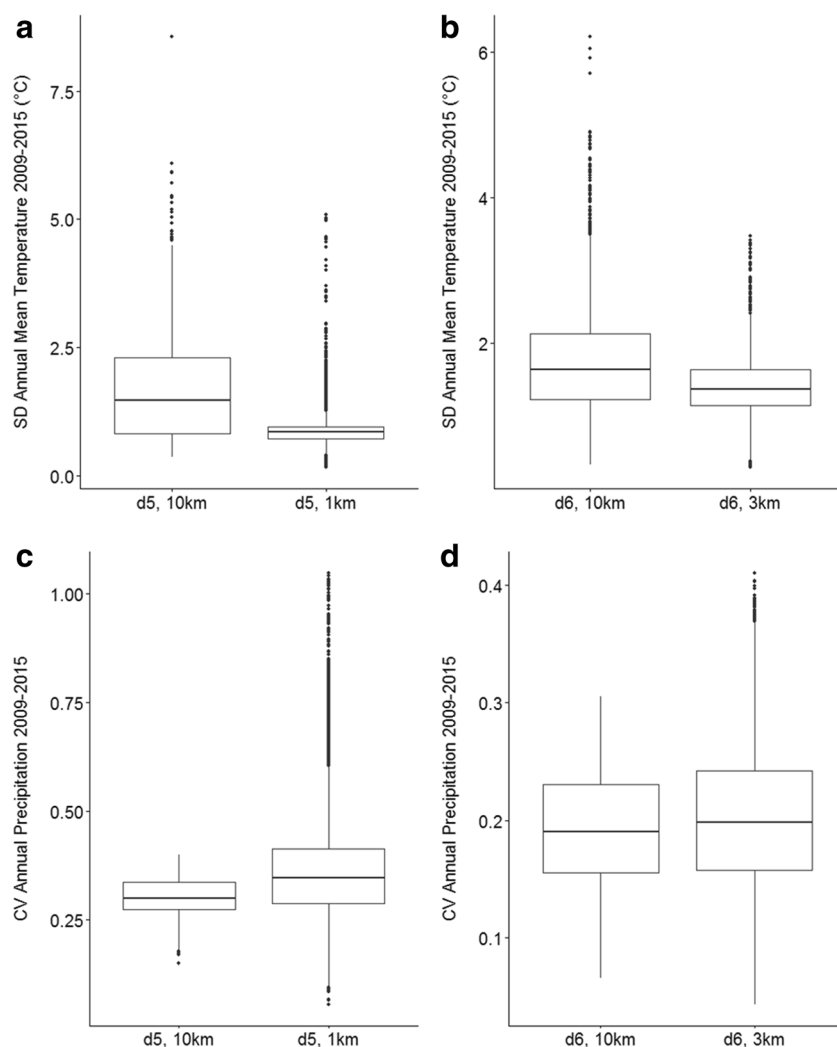 a
SD Annual Mean Temperature 2009-2015 (°C)
7.5
5.0
2.5
0.0
d5, 10km
d5, 1km
b
SD Annual Mean Temperature 2009-2015 (°C)
6
4
2
d6, 10km
d6, 3km
c
CV Annual Precipitation 2009-2015
1.00
0.75
0.50
0.25
d5, 10km
d5, 1km
d
CV Annual Precipitation 2009-2015
0.4
0.3
0.2
0.1
d6, 10km
d6, 3km